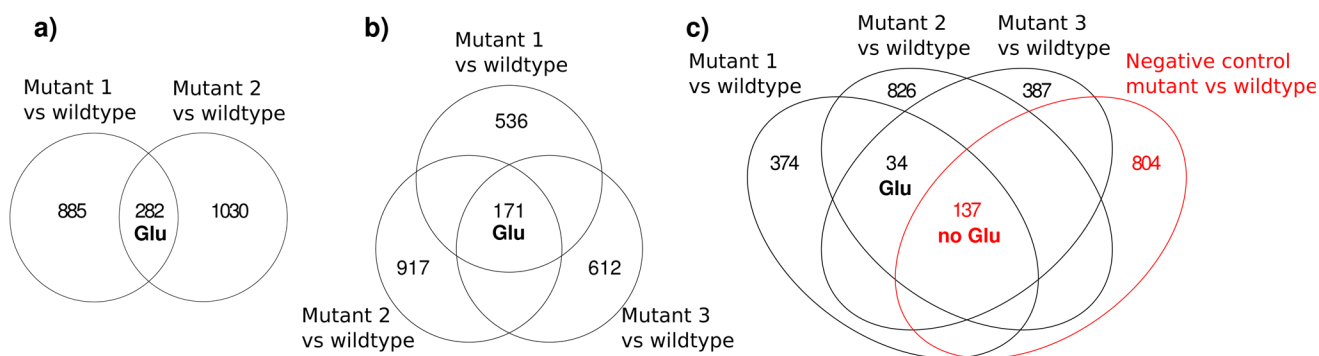 a)
Mutant 1
vs wildtype
Mutant 2
vs wildtype
885
282
Glu
1030
b)
Mutant 1
vs wildtype
536
171
Glu
917
612
Mutant 2
vs wildtype
Mutant 3
vs wildtype
c)
Mutant 1
vs wildtype
Mutant 2
vs wildtype
Mutant 3
vs wildtype
Negative control
mutant vs wildtype
826
387
374
34
Glu
804
137
no Glu